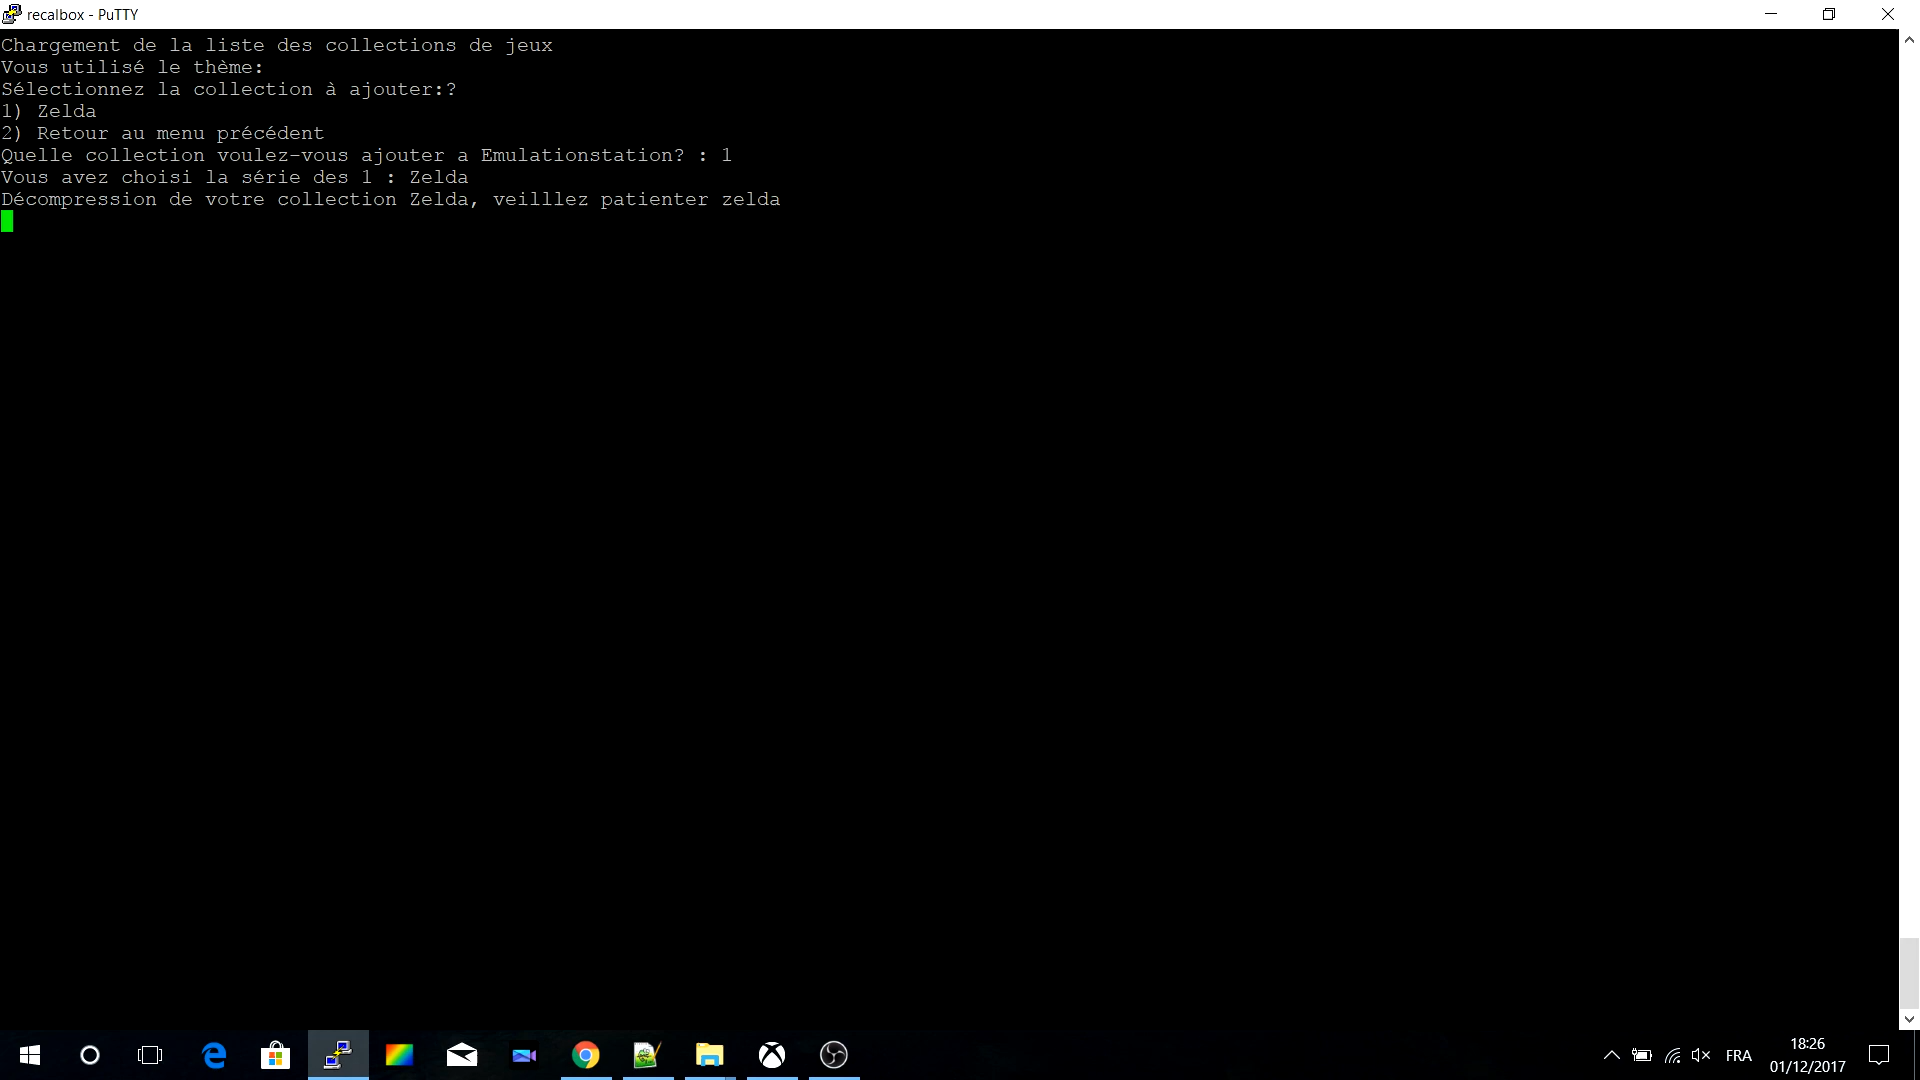 recalbox - PuTTY
Chargement de la liste des collections de jeux
Vous utilisé le thème:
Sélectionnez la collection à ajouter:?
1) Zelda
2) Retour au menu précédent
Quelle collection voulez-vous ajouter a Emulationstation? : 1
Vous avez choisi la série des 1 : Zelda
Décompression de votre collection Zelda, veilllez patienter zelda
FRA
18:26
01/12/2017